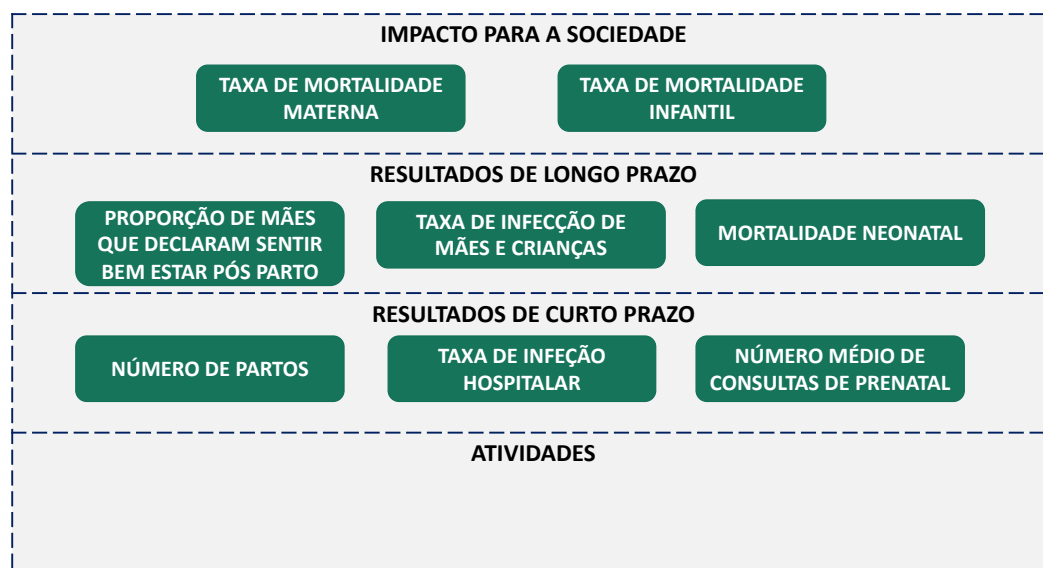 IMPACTO PARA A SOCIEDADE
TAXA DE MORTALIDADE
MATERNA
TAXA DE MORTALIDADE
INFANTIL
RESULTADOS DE LONGO PRAZO
PROPORÇÃO DE MÃES
QUE DECLARAM SENTIR
BEM ESTAR PÓS PARTO
TAXA DE INFECÇÃO DE
MÃES E CRIANÇAS
MORTALIDADE NEONATAL
RESULTADOS DE CURTO PRAZO
NÚMERO DE PARTOS
TAXA DE INFEÇÃO
HOSPITALAR
NÚMERO MÉDIO DE
CONSULTAS DE PRENATAL
ATIVIDADES